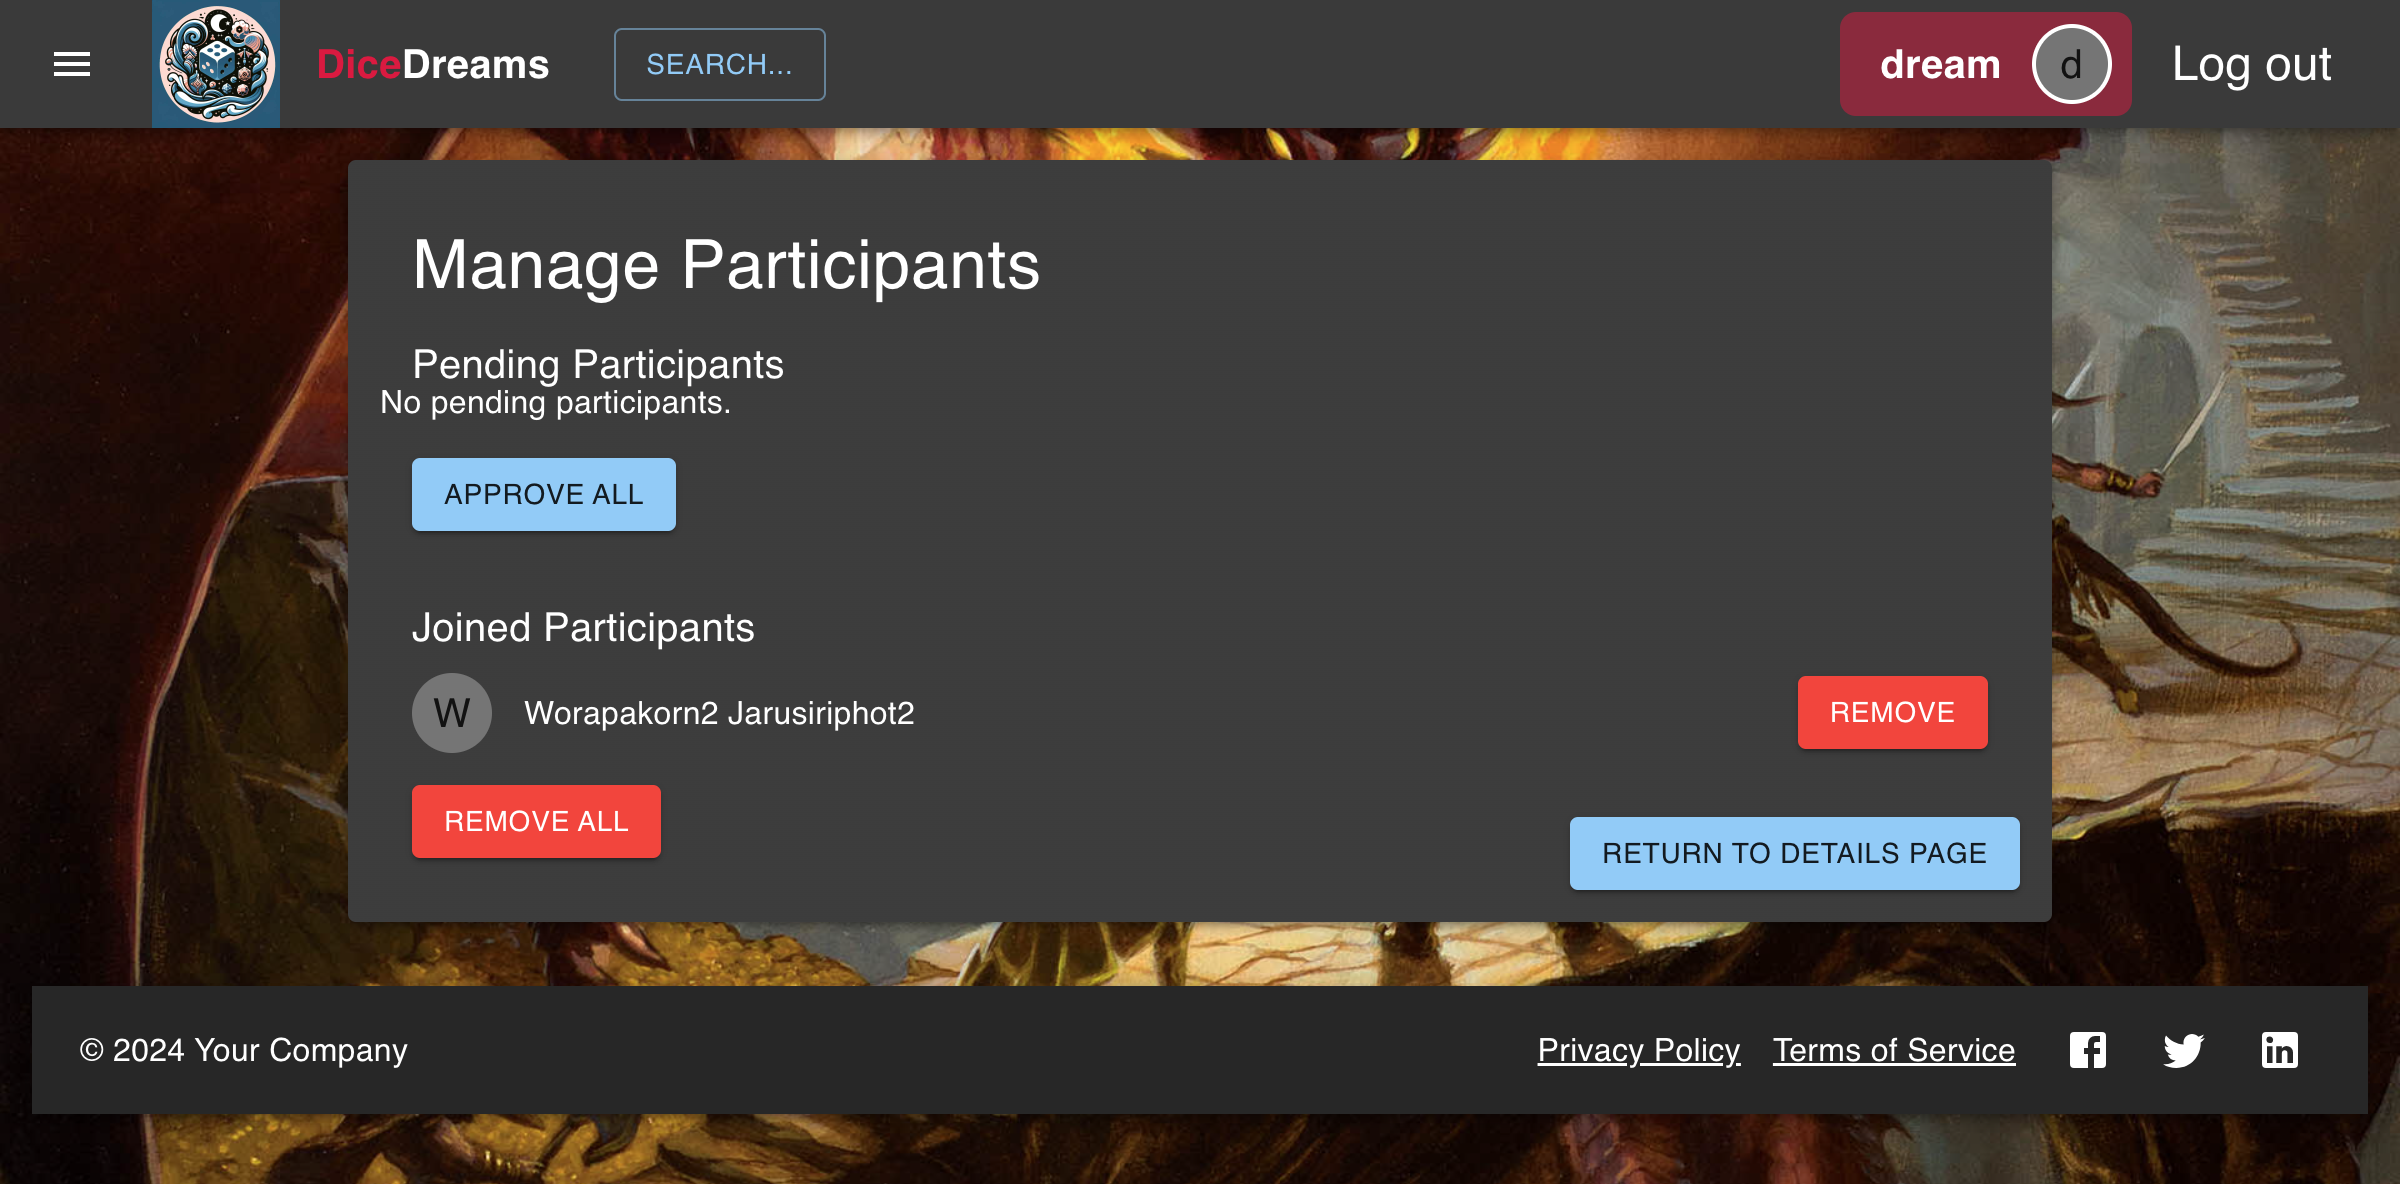 DiceDreams
SEARCH...
dream
d
Log out
Manage Participants
Pending Participants
No pending participants.
APPROVE ALL
Joined Participants
W
Worapakorn2 Jarusiriphot2
REMOVE
REMOVE ALL
RETURN TO DETAILS PAGE
© 2024 Your Company
Privacy Policy
Terms of Service